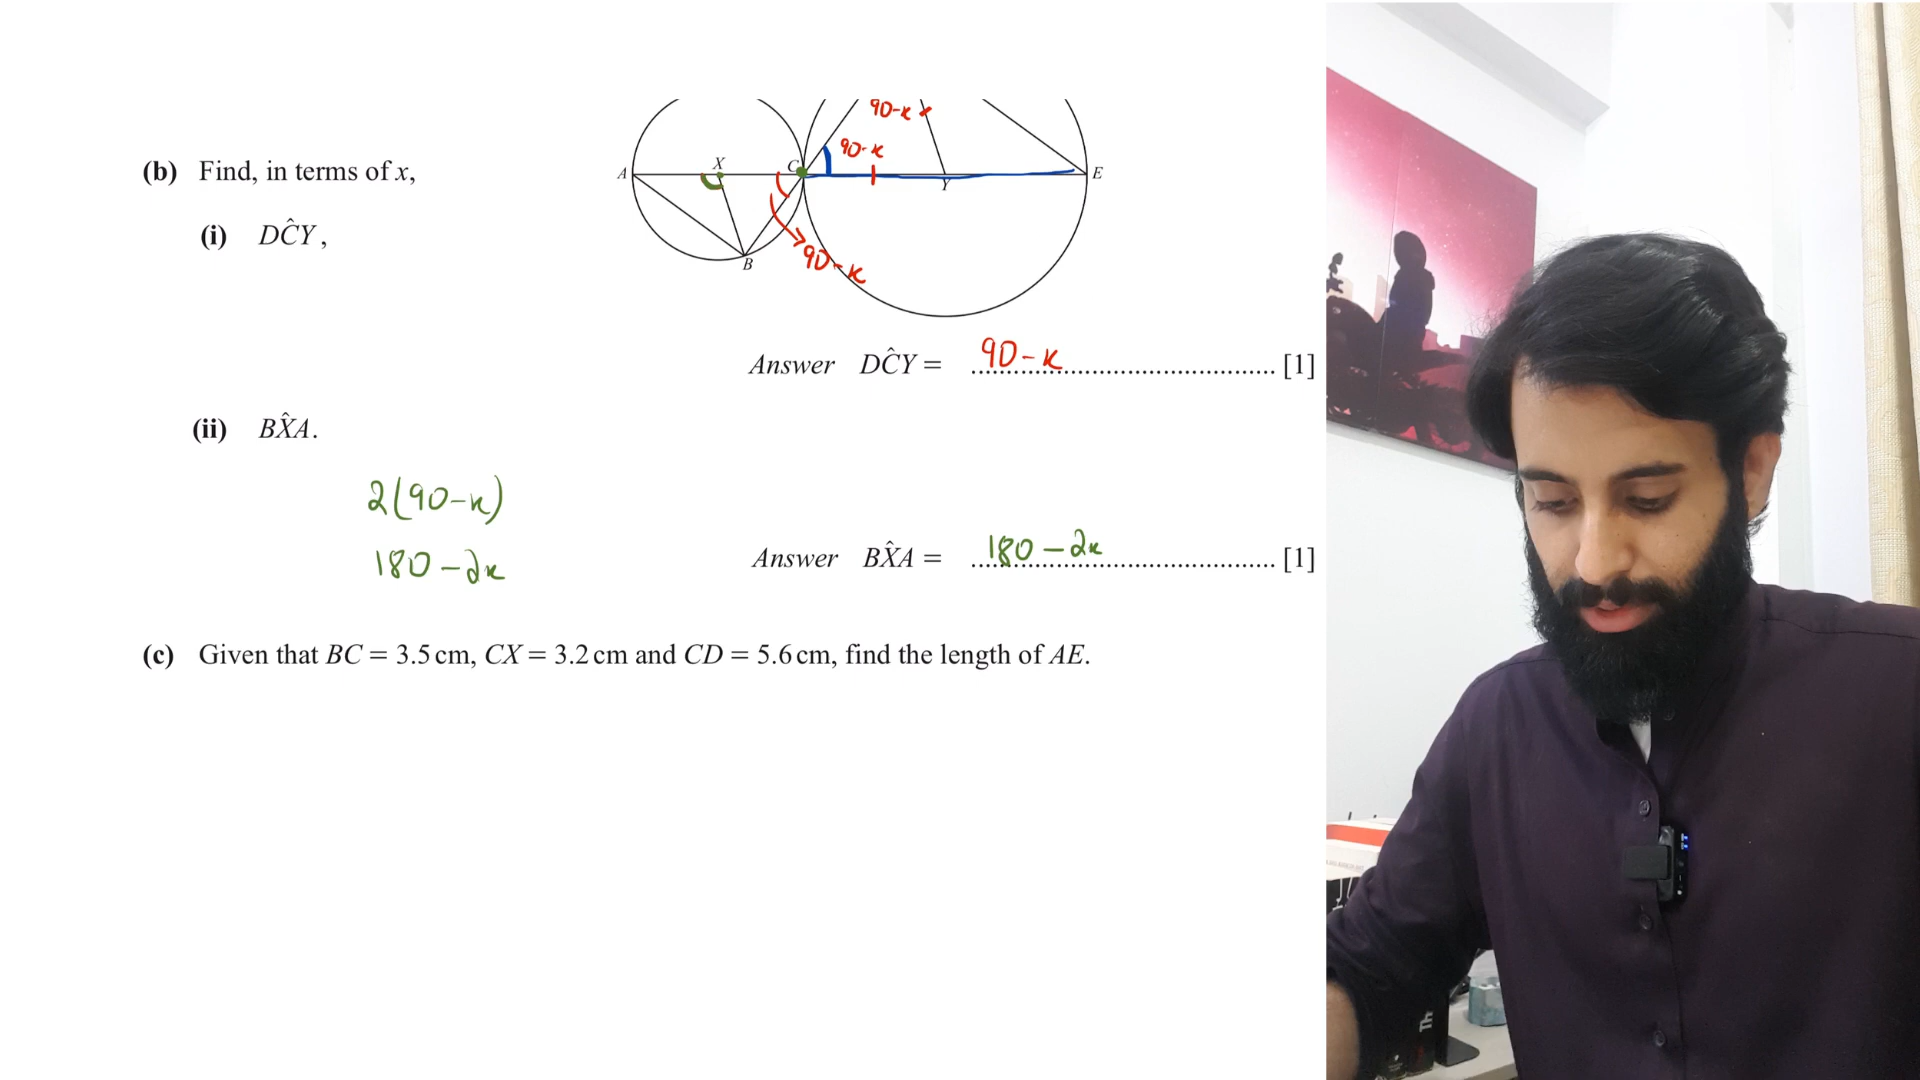 90-x
90-x
(b) Find, in terms of x,
A X C Y E
(i) DĈY,
B
90-x
Answer DĈY = 90-x [1]
(ii) BX̂A.
2(90-x)
180-2x
Answer BX̂A = 180-2x [1]
(c) Given that BC = 3.5 cm, CX = 3.2 cm and CD = 5.6 cm, find the length of AE.